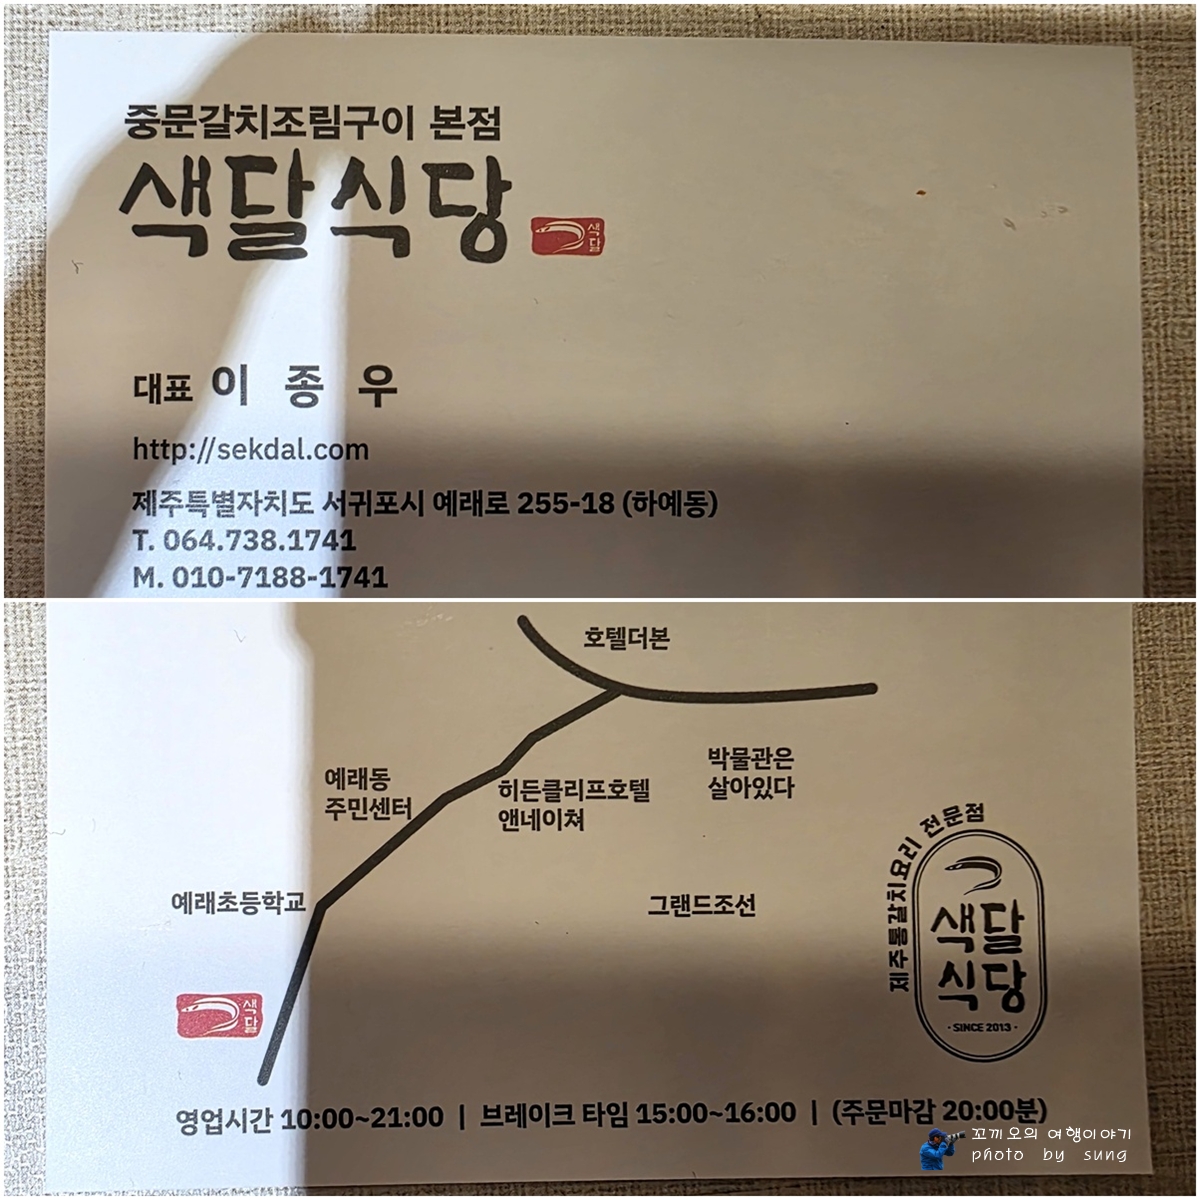 중문갈치조림구이 본점
색달식당
색달
대표 이 종 우
http://sekdal.com
제주특별자치도 서귀포시 예래로 255-18 (하예동)
T. 064.738.1741
M. 010-7188-1741
호텔더본
박물관은
살아있다
예래동
주민센터
히든클리프호텔
앤네이쳐
예래초등학교
그랜드조선
제주통갈치요리 전문점
색달
식당
· SINCE 2013 ·
색달
영업시간 10:00~21:00 | 브레이크 타임 15:00~16:00 | (주문마감 20:00분)
꼬끼오의 여행이야기
photo by sung